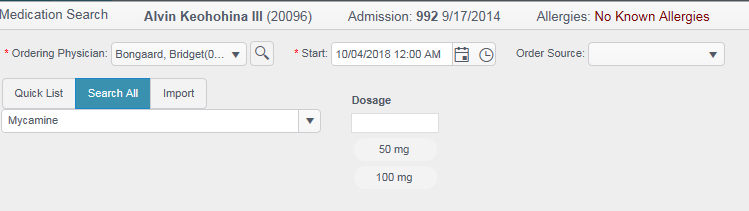 Medication Search Alvin Keohohina III (20096) Admission: 992 9/17/2014 Allergies: No Known Allergies
* Ordering Physician: Bongaard, Bridget(0... * Start: 10/04/2018 12:00 AM Order Source:
Quick List Search All Import
Dosage
Mycamine
50 mg
100 mg